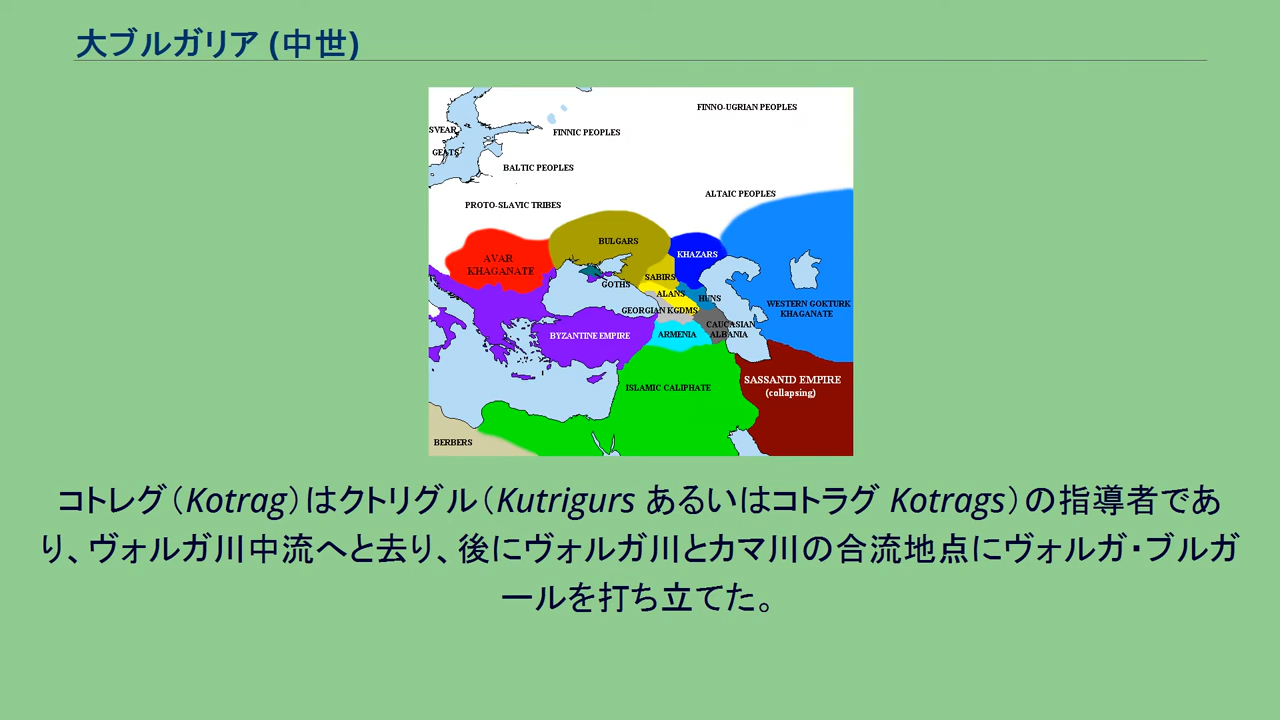 大ブルガリア (中世)
FINNO-UGRIAN PEOPLES
SVEAR
FINNIC PEOPLES
GEATS
BALTIC PEOPLES
ALTAIC PEOPLES
PROTO-SLAVIC TRIBES
BULGARS
KHAZARS
AVAR
KHAGANATE
SABIRS
GOTHS
ALANS
HUNS
WESTERN GOKTURK
KHAGANATE
GEORGIAN KGDMS
CAUCASIAN
ALBANIA
BYZANTINE EMPIRE
ARMENIA
ISLAMIC CALIPHATE
SASSANID EMPIRE
(collapsing)
BERBERS
コトレグ（Kotrag）はクトリグル（Kutrigurs あるいはコトラグ Kotrags）の指導者であ
り、ヴォルガ川中流へと去り、後にヴォルガ川とカマ川の合流地点にヴォルガ・ブルガ
ールを打ち立てた。